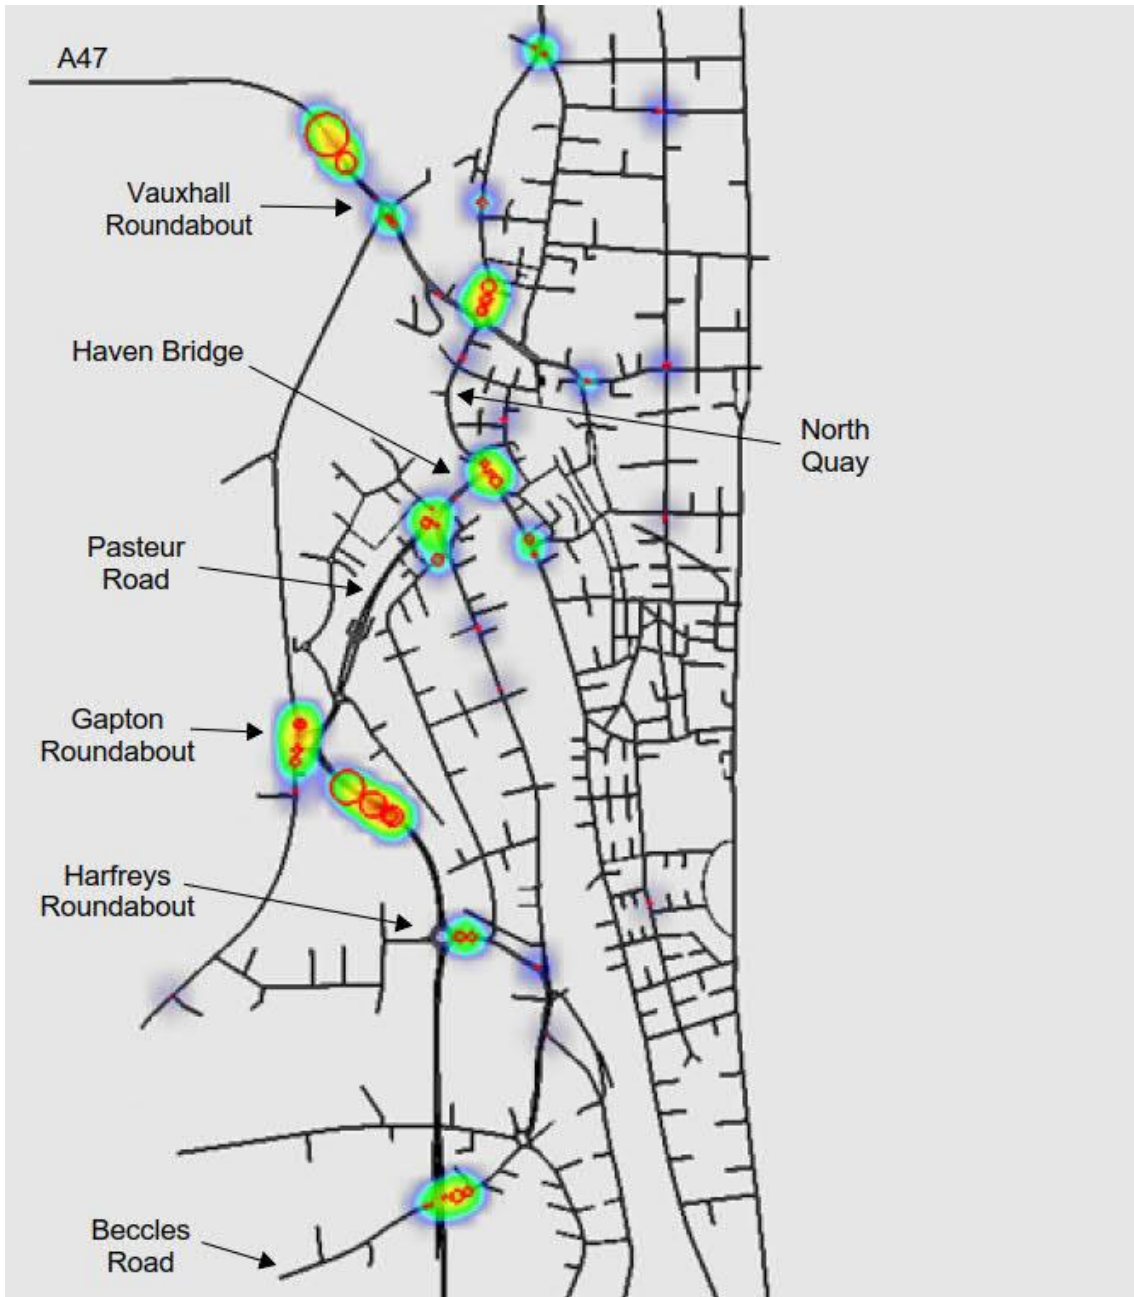 A47
Vauxhall
Roundabout
Haven Bridge
North
Quay
Pasteur
Road
Gapton
Roundabout
Harfreys
Roundabout
Beccles
Road